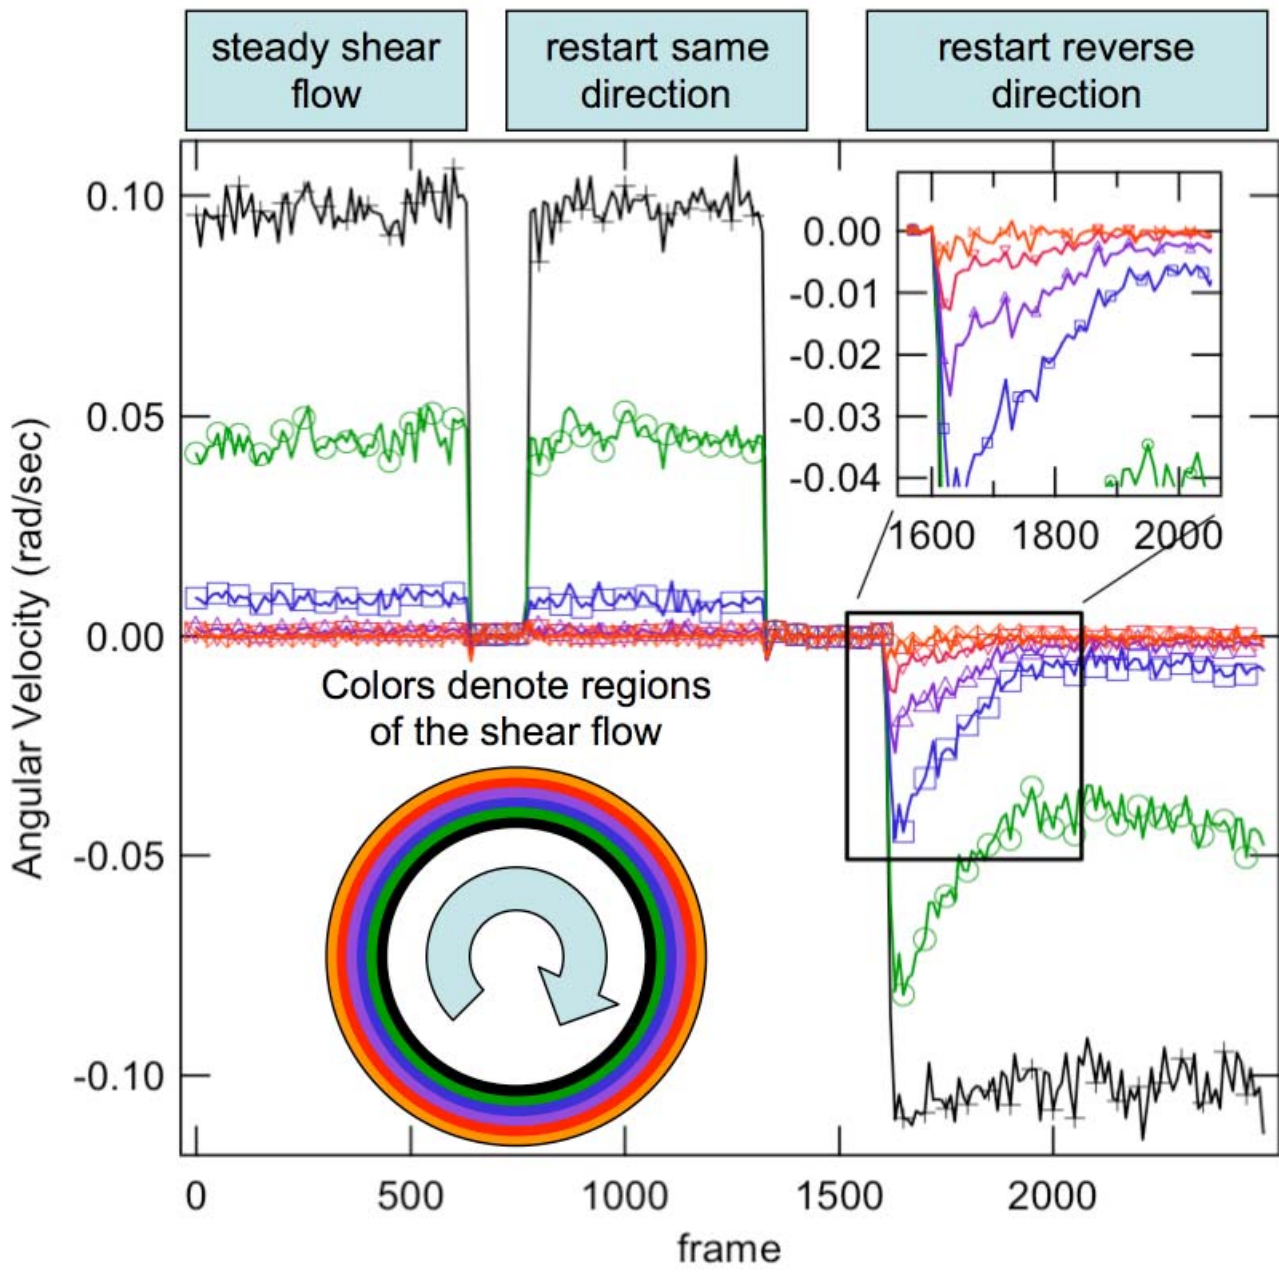 steady shear
flow
restart same
direction
restart reverse
direction
0.10
0.05
0.00
-0.05
-0.10
Angular Velocity (rad/sec)
0.00
-0.01
-0.02
-0.03
-0.04
1600 1800 2000
Colors denote regions
of the shear flow
0 500 1000 1500 2000
frame